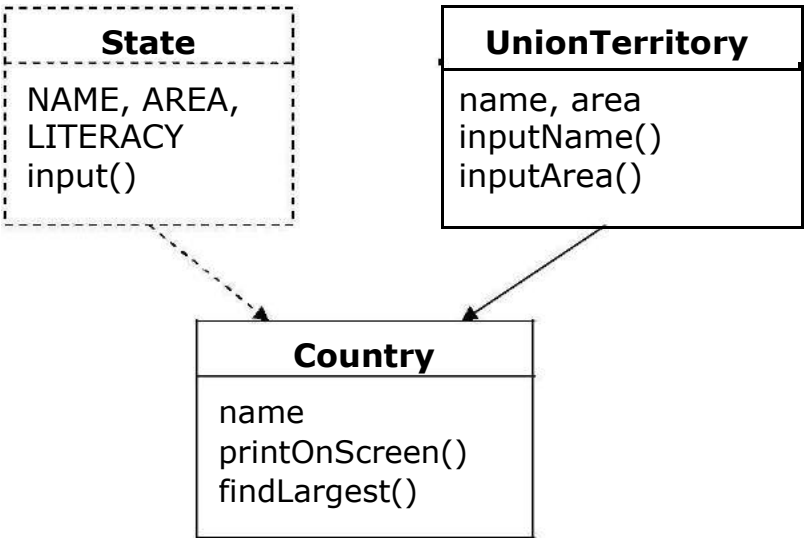 State
NAME, AREA,
LITERACY
input()
UnionTerritory
name, area
inputName()
inputArea()
Country
name
printOnScreen()
findLargest()